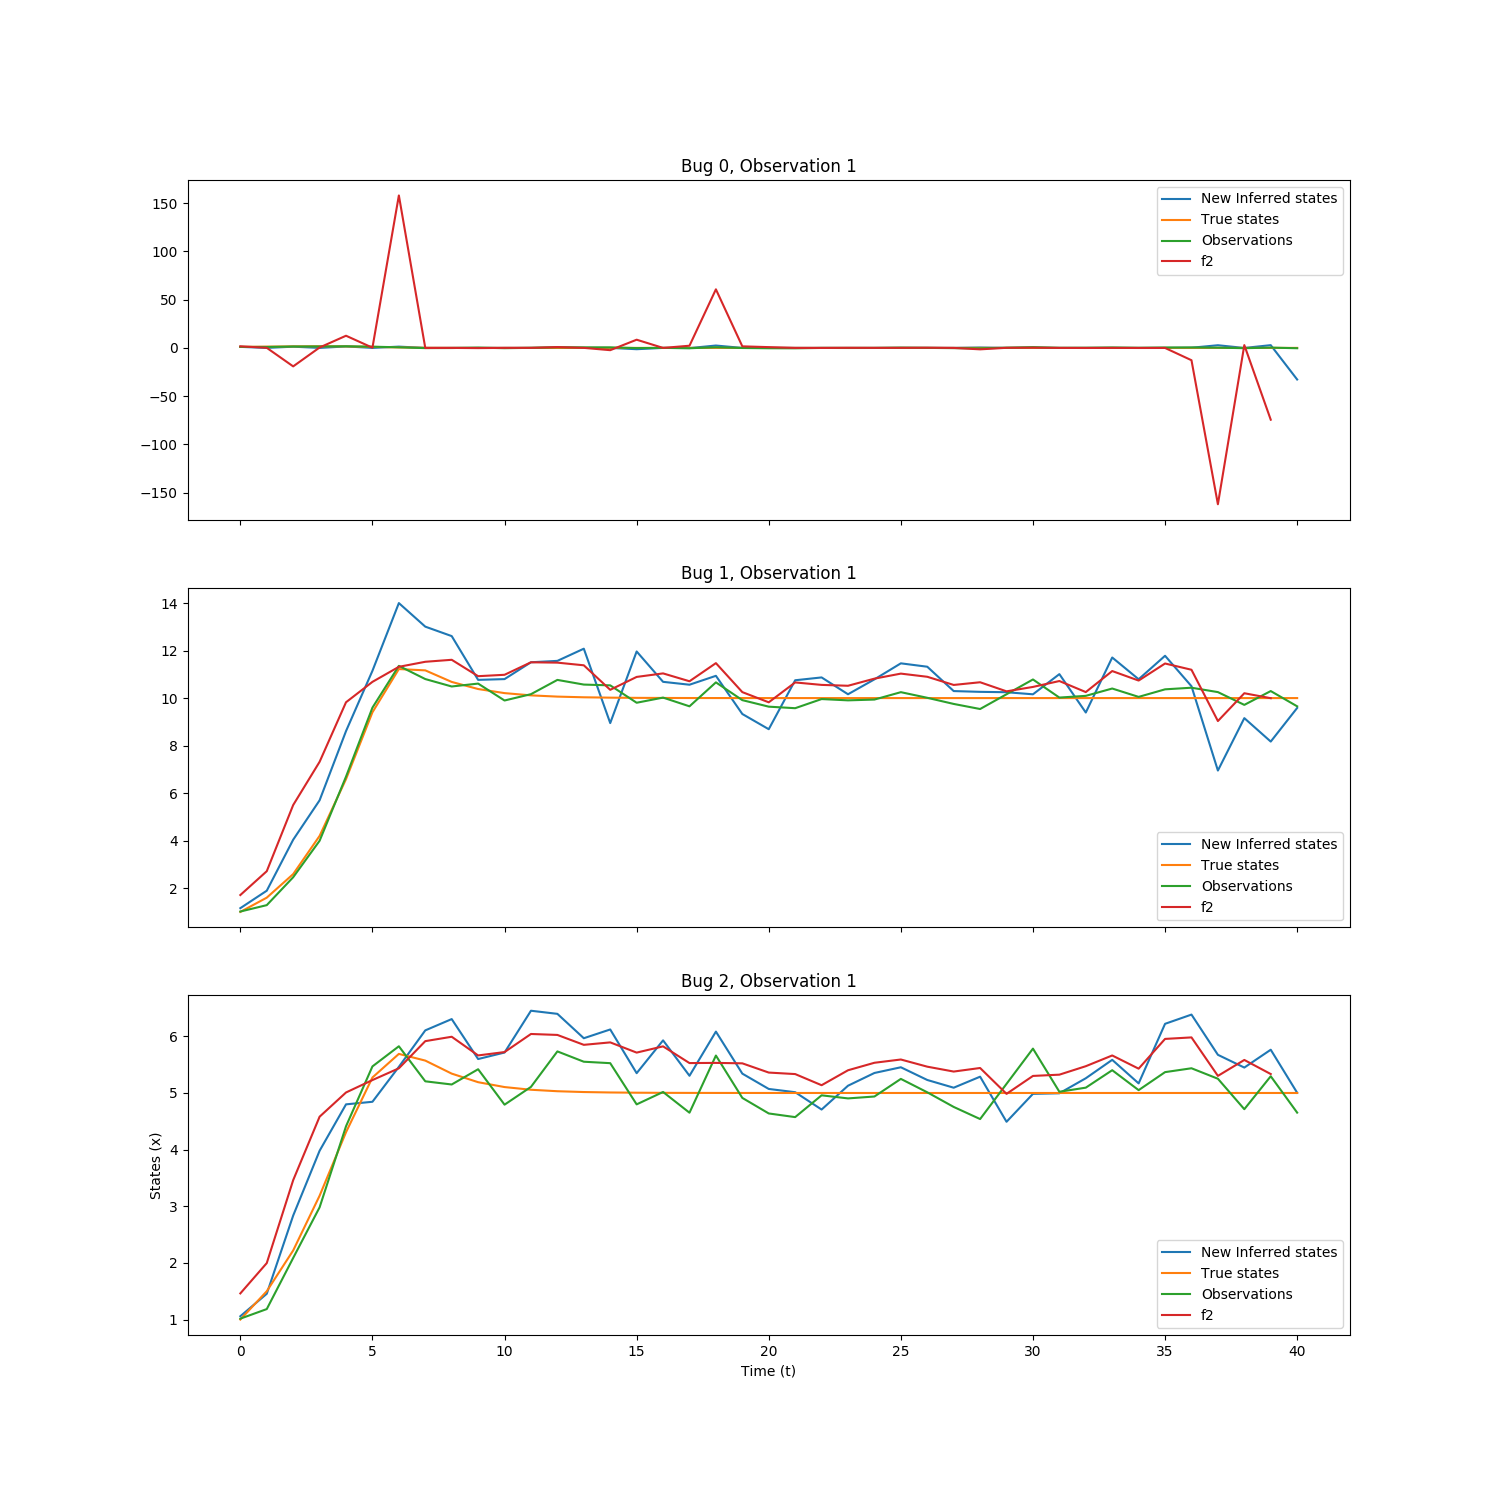 Bug 0, Observation 1
150
100
50
0
−50
−100
−150
New Inferred states
True states
Observations
f2
Bug 1, Observation 1
14
12
10
8
6
4
2
New Inferred states
True states
Observations
f2
Bug 2, Observation 1
6
5
4
3
2
1
States (x)
New Inferred states
True states
Observations
f2
0 5 10 15 20 25 30 35 40
Time (t)